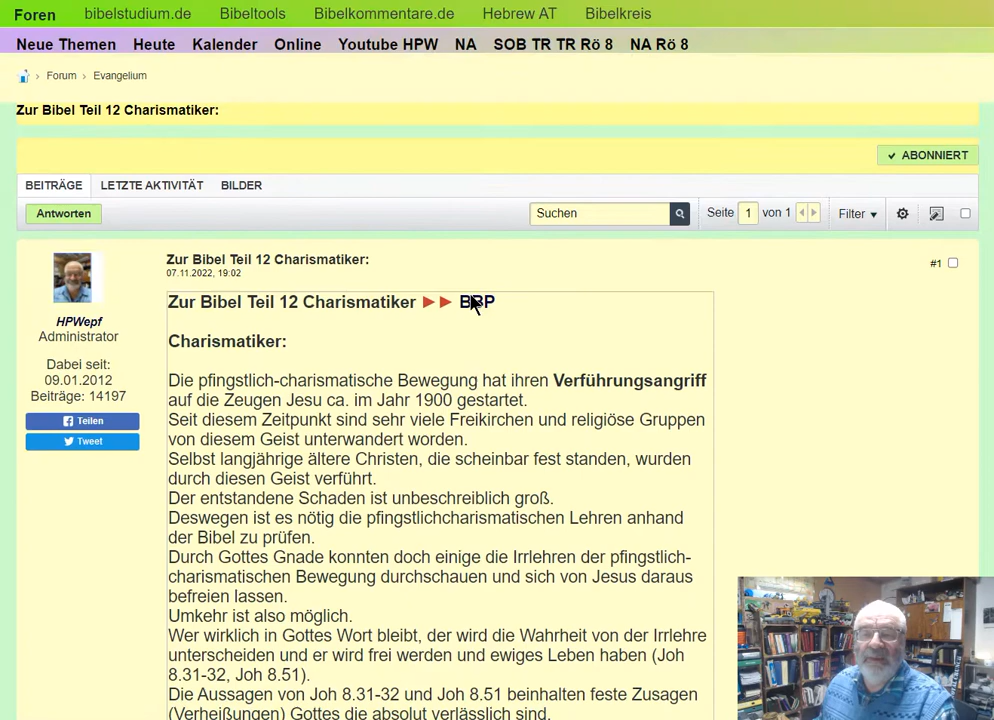 Foren bibelstudium.de Bibeltools Bibelkommentare.de Hebrew AT Bibelkreis
Neue Themen Heute Kalender Online Youtube HPW NA SOB TR TR Rö 8 NA Rö 8
Forum Evangelium
Zur Bibel Teil 12 Charismatiker:
ABONNIERT
BEITRÄGE LETZTE AKTIVITÄT BILDER
Antworten Suchen Seite 1 von 1 Filter
Zur Bibel Teil 12 Charismatiker:
07.11.2022, 19:02
#1
HPWepf
Administrator
Dabei seit:
09.01.2012
Beiträge: 14197
Teilen
Tweet
Zur Bibel Teil 12 Charismatiker ►► BBP
Charismatiker:
Die pfingstlich-charismatische Bewegung hat ihren Verführungsangriff
auf die Zeugen Jesu ca. im Jahr 1900 gestartet.
Seit diesem Zeitpunkt sind sehr viele Freikirchen und religiöse Gruppen
von diesem Geist unterwandert worden.
Selbst langjährige ältere Christen, die scheinbar fest standen, wurden
durch diesen Geist verführt.
Der entstandene Schaden ist unbeschreiblich groß.
Deswegen ist es nötig die pfingstlichcharismatischen Lehren anhand
der Bibel zu prüfen.
Durch Gottes Gnade konnten doch einige die Irrlehren der pfingstlich-
charismatischen Bewegung durchschauen und sich von Jesus daraus
befreien lassen.
Umkehr ist also möglich.
Wer wirklich in Gottes Wort bleibt, der wird die Wahrheit von der Irrlehre
unterscheiden und er wird frei werden und ewiges Leben haben (Joh
8.31-32, Joh 8.51).
Die Aussagen von Joh 8.31-32 und Joh 8.51 beinhalten feste Zusagen
(Verheißungen) Gottes die absolut verlässlich sind.